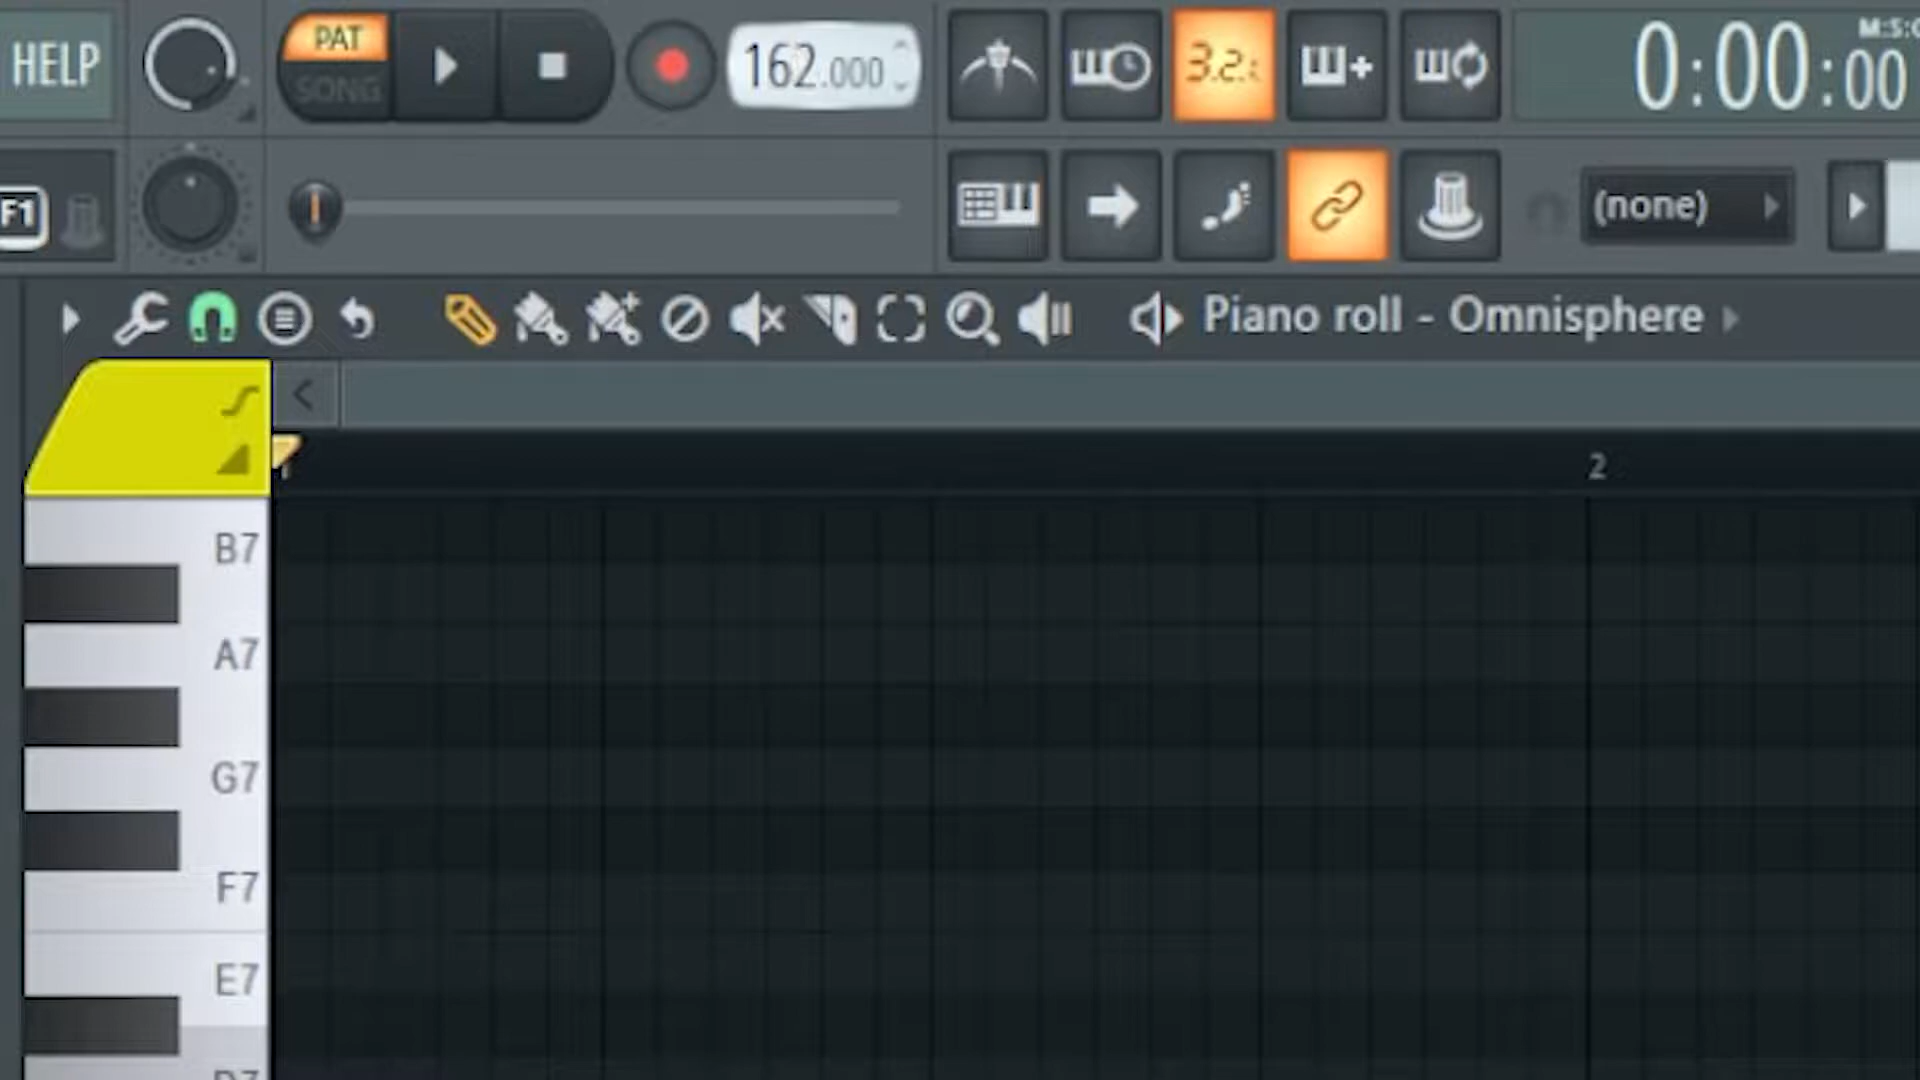 HELP
PAT
SONG
162.000
3.2.:
M:S:C
0:00:00
F1
(none)
Piano roll - Omnisphere
2
B7
A7
G7
F7
E7
D7